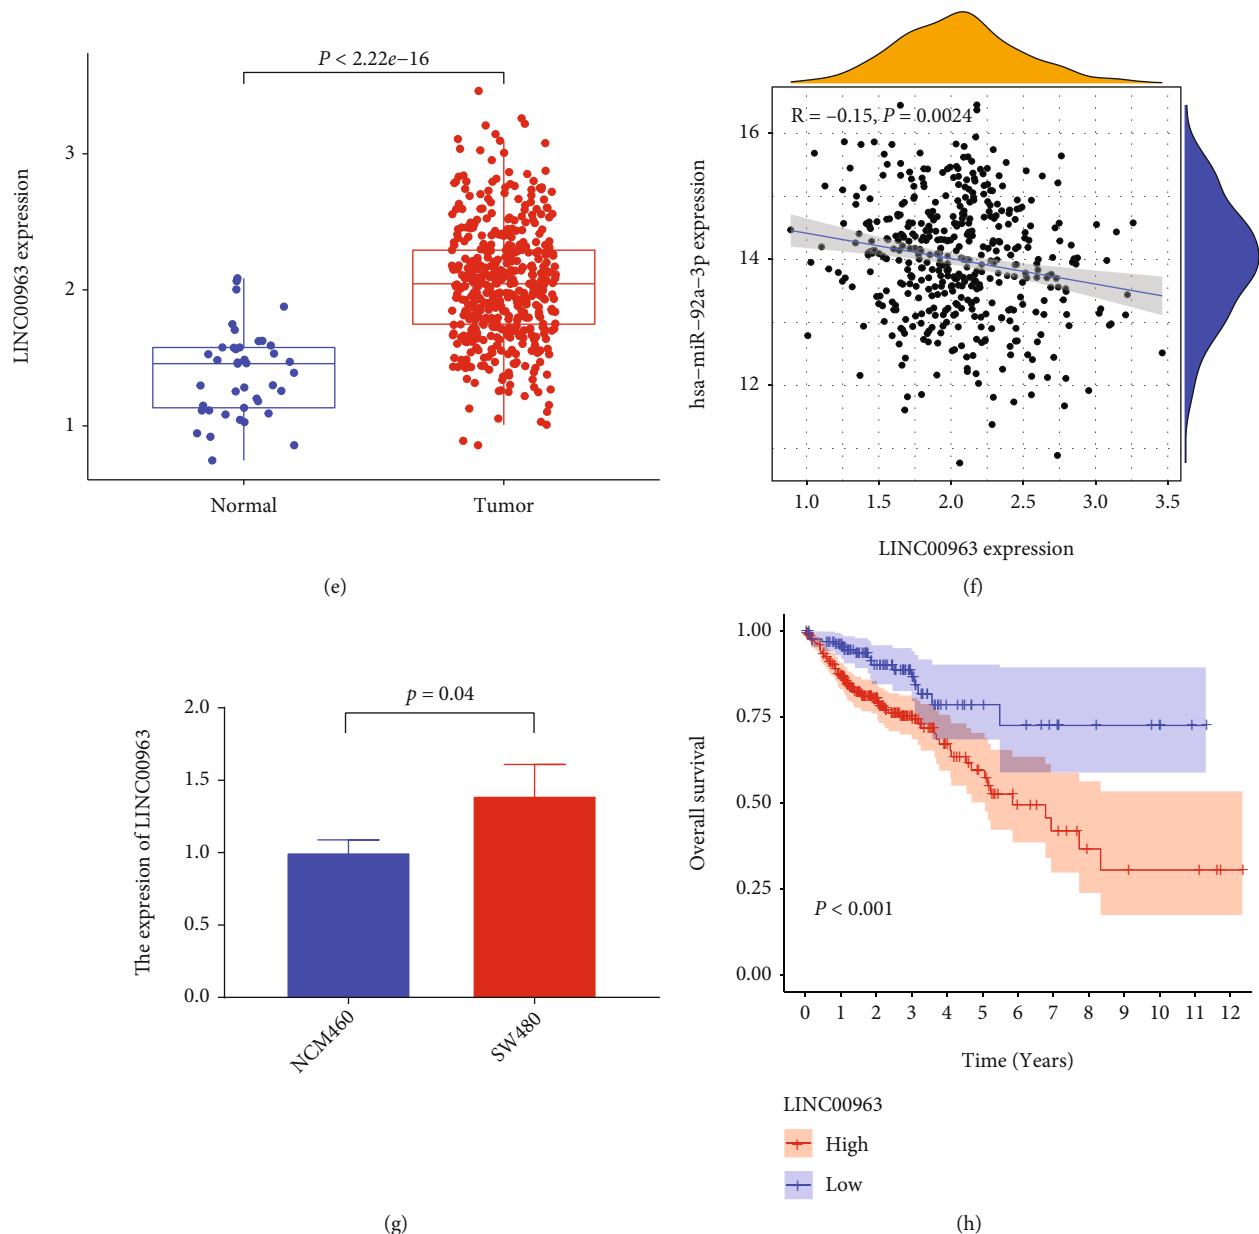 P < 2.22e−16
LINC00963 expression
3
2
1
Normal
Tumor
(e)
R = −0.15, P = 0.0024
hsa−miR−92a−3p expression
16
14
12
1.0
1.5
2.0
2.5
3.0
3.5
LINC00963 expression
(f)
p = 0.04
The expresion of LINC00963
2.0
1.5
1.0
0.5
0.0
NCM460
SW480
(g)
Overall survival
1.00
0.75
0.50
0.25
0.00
P < 0.001
0 1 2 3 4 5 6 7 8 9 10 11 12
Time (Years)
LINC00963
High
Low
(h)